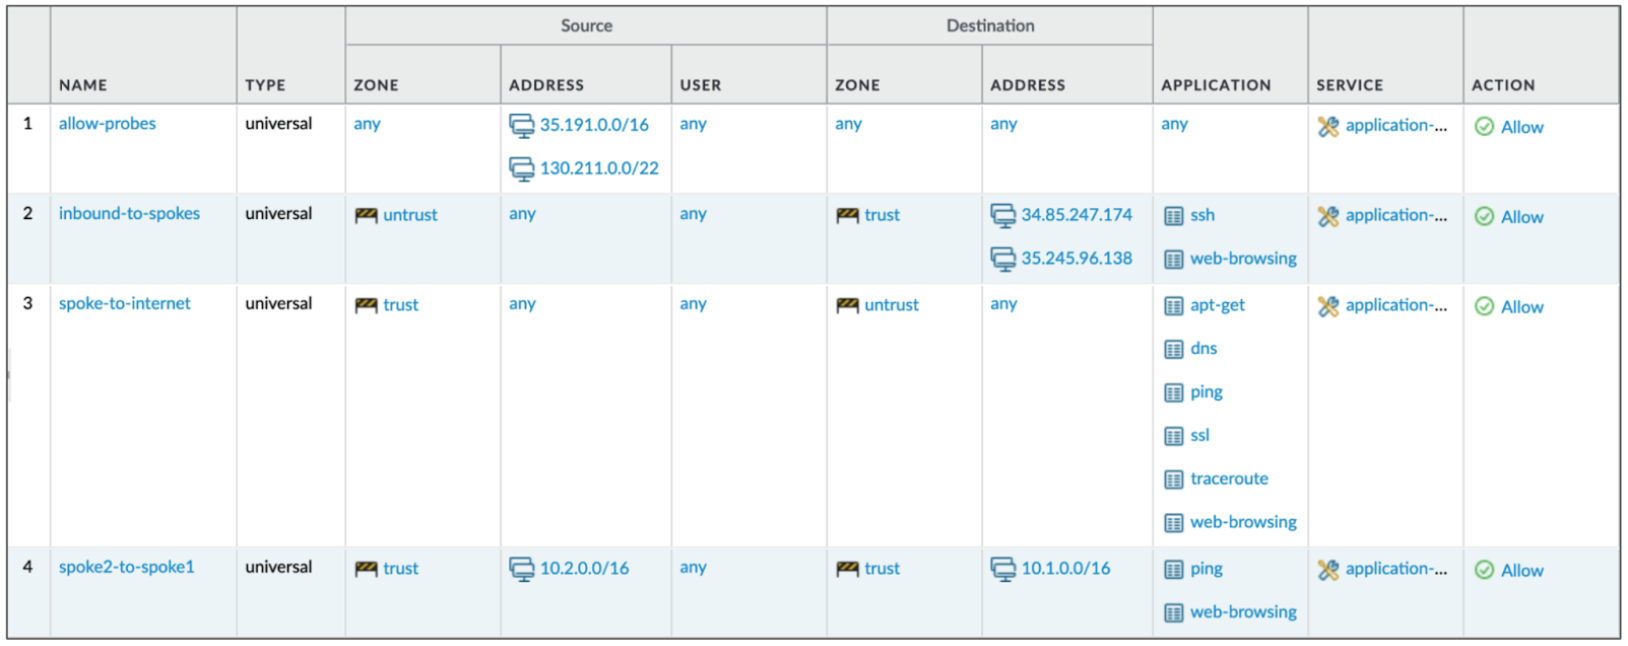 Source Destination
NAME TYPE ZONE ADDRESS USER ZONE ADDRESS APPLICATION SERVICE ACTION
1 allow-probes universal any 35.191.0.0/16 any any any any application-... Allow
130.211.0.0/22
2 inbound-to-spokes universal untrust any any trust 34.85.247.174 ssh application-... Allow
35.245.96.138 web-browsing
3 spoke-to-internet universal trust any any untrust any apt-get application-... Allow
dns
ping
ssl
traceroute
web-browsing
4 spoke2-to-spoke1 universal trust 10.2.0.0/16 any trust 10.1.0.0/16 ping application-... Allow
web-browsing